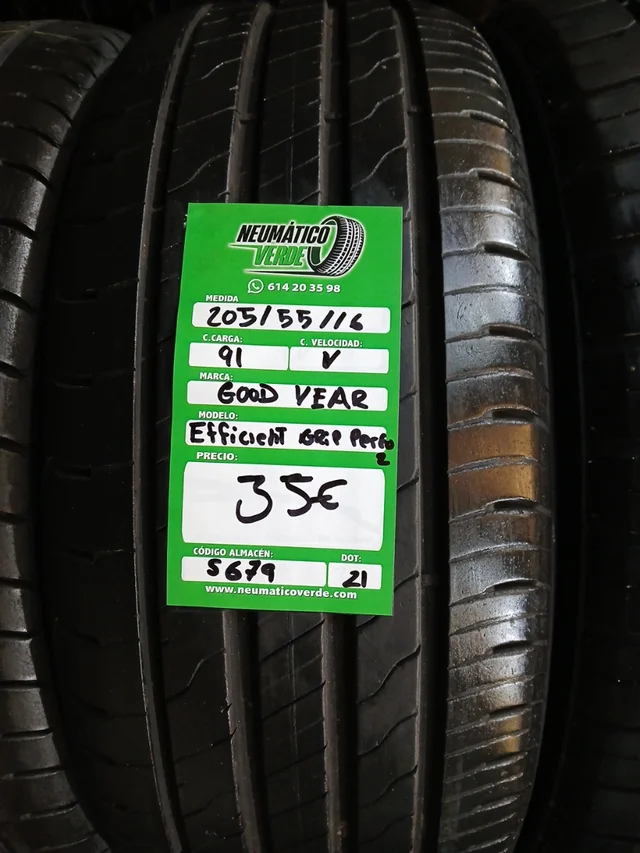 NEUMÁTICO
VERDE
614 20 35 98
MEDIDA
205/55/16
C.CARGA: C. VELOCIDAD:
91 V
MARCA:
GOOD YEAR
MODELO:
Efficient GRIP Perfo
2
PRECIO:
35€
CÓDIGO ALMACÉN: DOT:
5679 21
www.neumaticoverde.com